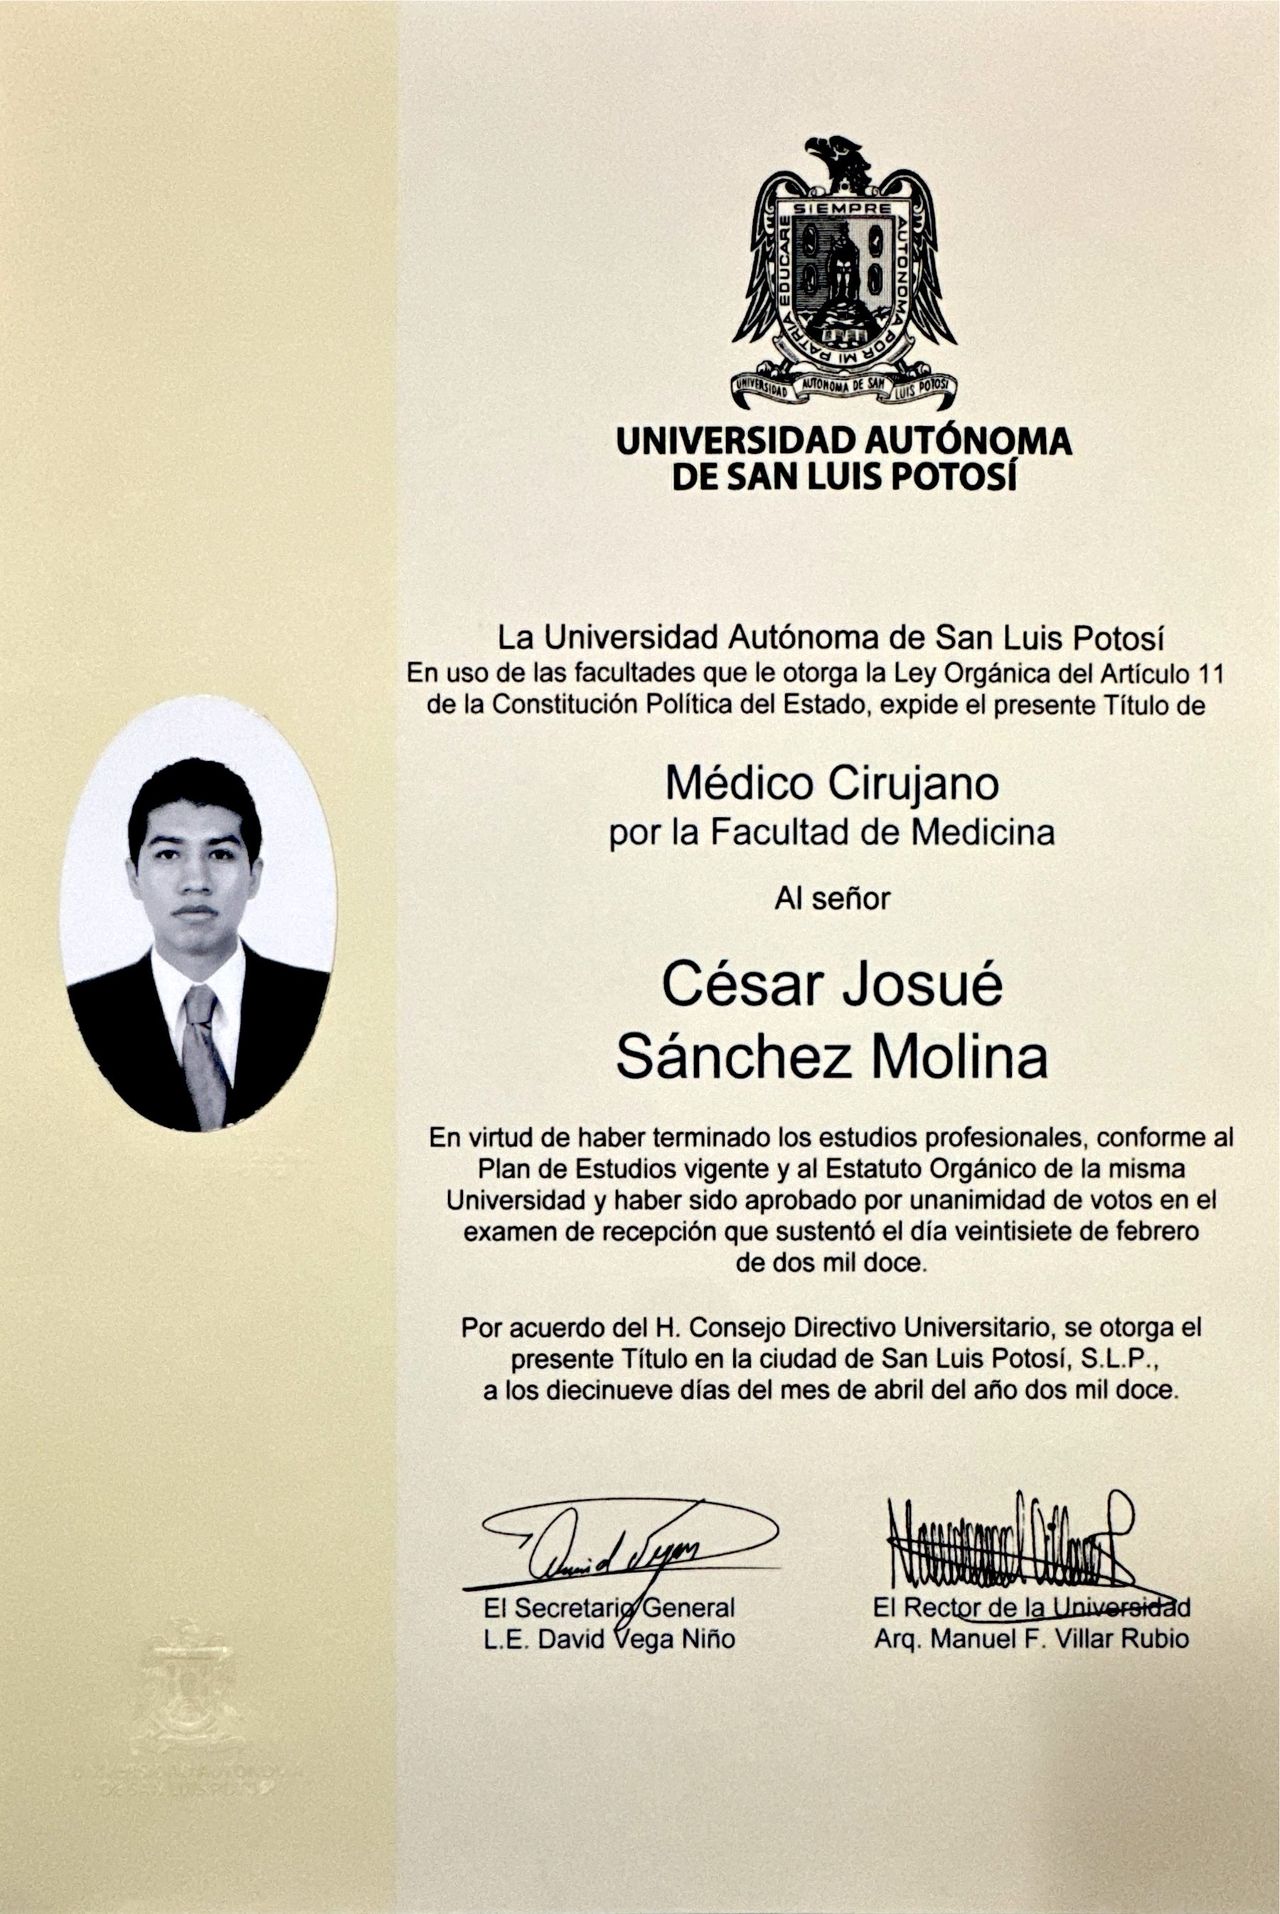 SIEMPRE AUTONOMA POR MI PATRIA EDUCARE
UNIVERSIDAD AUTONOMA DE SAN LUIS POTOSI
UNIVERSIDAD AUTÓNOMA
DE SAN LUIS POTOSÍ
La Universidad Autónoma de San Luis Potosí
En uso de las facultades que le otorga la Ley Orgánica del Artículo 11
de la Constitución Política del Estado, expide el presente Título de
Médico Cirujano
por la Facultad de Medicina
Al señor
César Josué
Sánchez Molina
En virtud de haber terminado los estudios profesionales, conforme al
Plan de Estudios vigente y al Estatuto Orgánico de la misma
Universidad y haber sido aprobado por unanimidad de votos en el
examen de recepción que sustentó el día veintisiete de febrero
de dos mil doce.
Por acuerdo del H. Consejo Directivo Universitario, se otorga el
presente Título en la ciudad de San Luis Potosí, S.L.P.,
a los diecinueve días del mes de abril del año dos mil doce.
El Secretario General
L.E. David Vega Niño
El Rector de la Universidad
Arq. Manuel F. Villar Rubio
UNIVERSIDAD AUTÓNOMA
DE SAN LUIS POTOSÍ